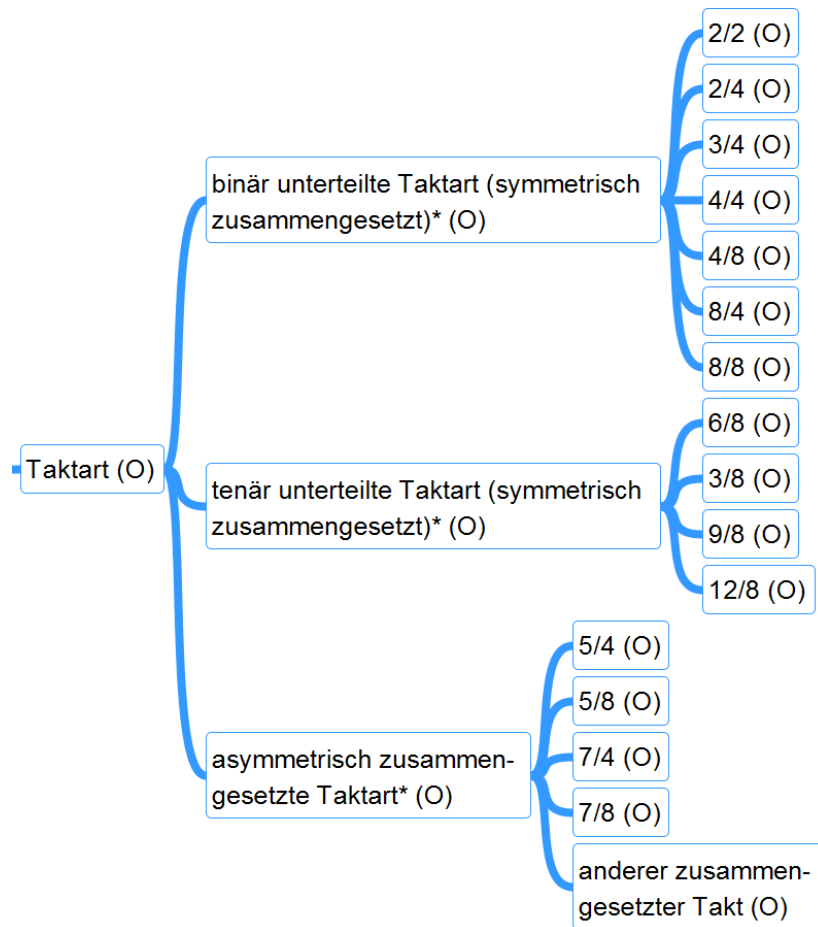 Taktart (O)
binär unterteilte Taktart (symmetrisch
zusammengesetzt)* (O)
2/2 (O)
2/4 (O)
3/4 (O)
4/4 (O)
4/8 (O)
8/4 (O)
8/8 (O)
tenär unterteilte Taktart (symmetrisch
zusammengesetzt)* (O)
6/8 (O)
3/8 (O)
9/8 (O)
12/8 (O)
asymmetrisch zusammen-
gesetzte Taktart* (O)
5/4 (O)
5/8 (O)
7/4 (O)
7/8 (O)
anderer zusammen-
gesetzter Takt (O)